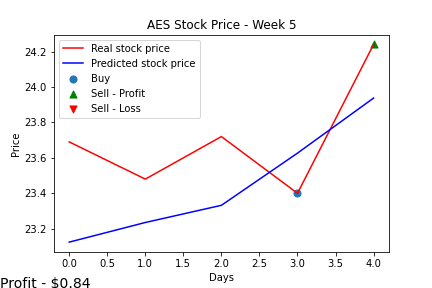 AES Stock Price - Week 5
Real stock price
Predicted stock price
Buy
Sell - Profit
Sell - Loss
24.2
24.0
23.8
23.6
23.4
23.2
Price
0.0 0.5 1.0 1.5 2.0 2.5 3.0 3.5 4.0
Days
Profit - $0.84